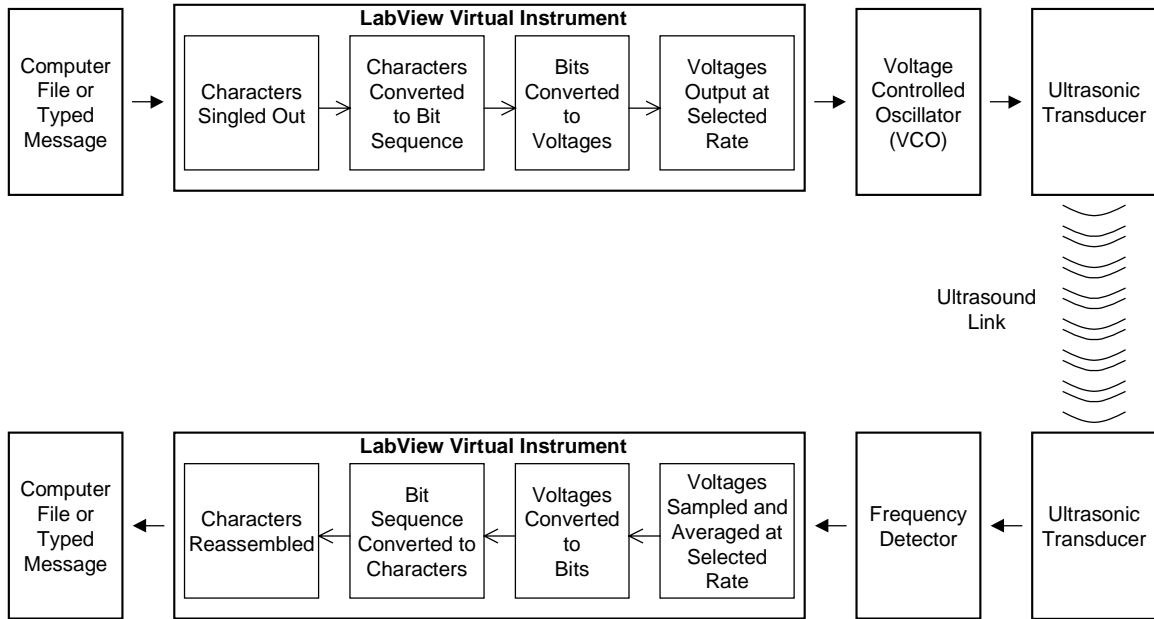 LabView Virtual Instrument
Computer
File or
Typed
Message
Characters
Singled Out
Characters
Converted
to Bit
Sequence
Bits
Converted
to
Voltages
Voltages
Output at
Selected
Rate
Voltage
Controlled
Oscillator
(VCO)
Ultrasonic
Transducer
Ultrasound
Link
LabView Virtual Instrument
Computer
File or
Typed
Message
Characters
Reassembled
Bit
Sequence
Converted to
Characters
Voltages
Converted
to
Bits
Voltages
Sampled and
Averaged at
Selected
Rate
Frequency
Detector
Ultrasonic
Transducer